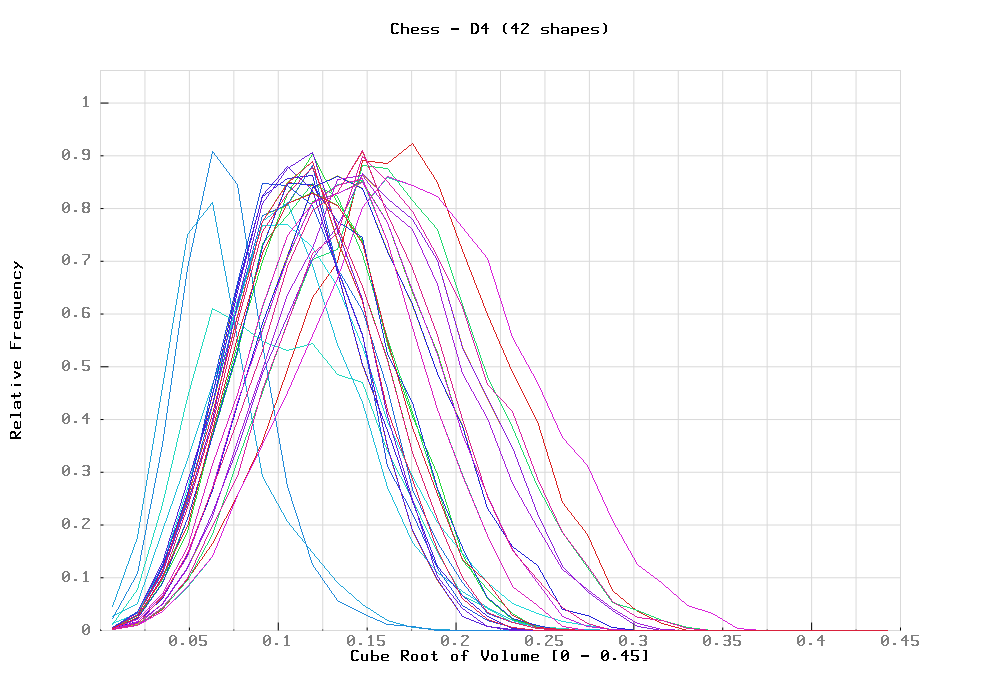 Chess - D4 (42 shapes)
1
0.9
0.8
0.7
0.6
0.5
0.4
0.3
0.2
0.1
0
Relative Frequency
0.05 0.1 0.15 0.2 0.25 0.3 0.35 0.4 0.45
Cube Root of Volume [0 - 0.45]